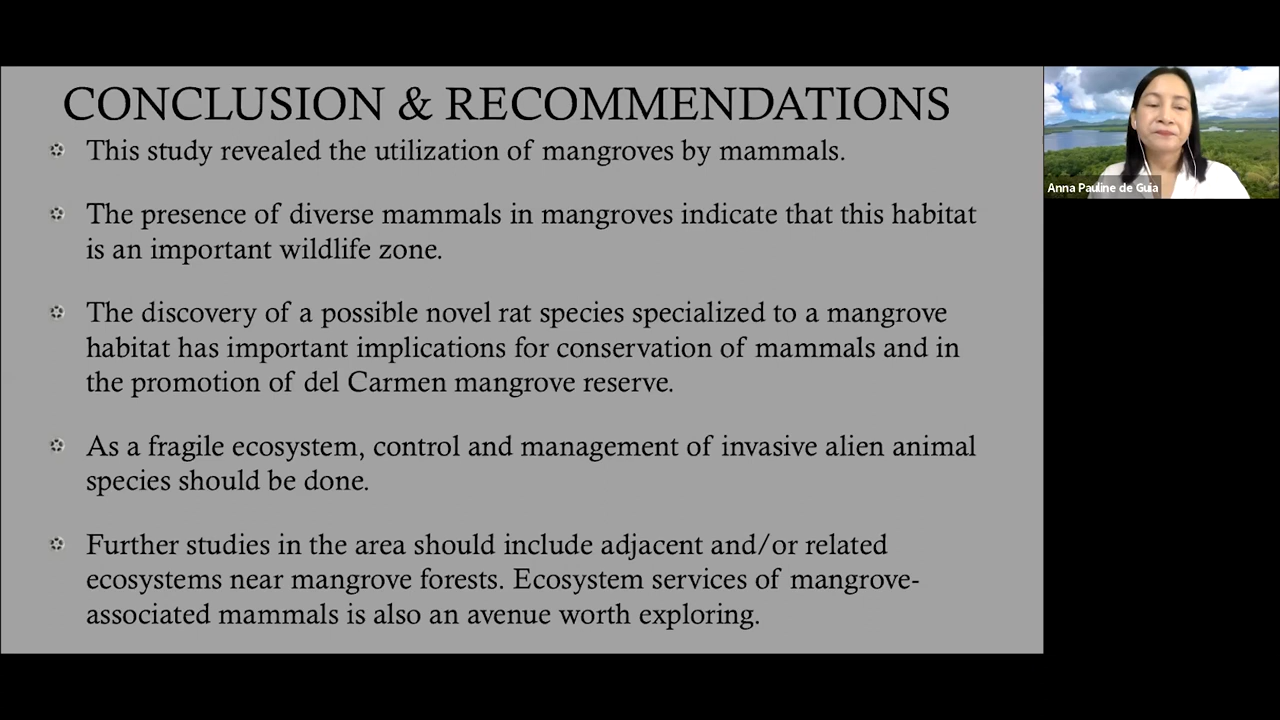 CONCLUSION & RECOMMENDATIONS
This study revealed the utilization of mangroves by mammals.
The presence of diverse mammals in mangroves indicate that this habitat
is an important wildlife zone.
The discovery of a possible novel rat species specialized to a mangrove
habitat has important implications for conservation of mammals and in
the promotion of del Carmen mangrove reserve.
As a fragile ecosystem, control and management of invasive alien animal
species should be done.
Further studies in the area should include adjacent and/or related
ecosystems near mangrove forests. Ecosystem services of mangrove-
associated mammals is also an avenue worth exploring.
Anna Pauline de Guia